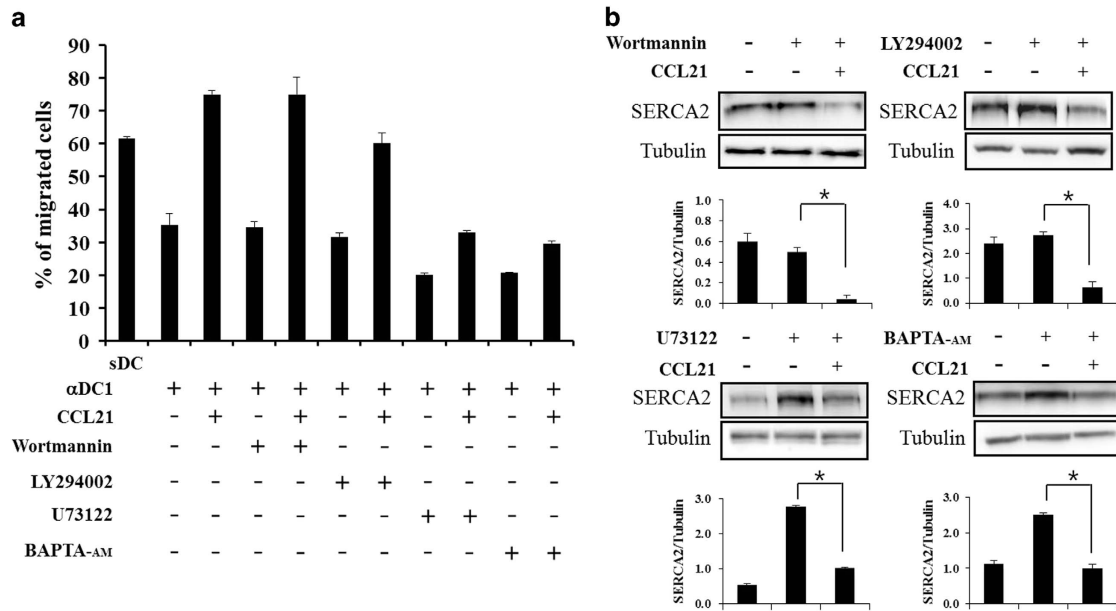 a
% of migrated cells
90
80
70
60
50
40
30
20
10
0
sDC
αDC1 + + + + + + + + +
CCL21 - + - + - + - + - +
Wortmannin - - + + - - - - - -
LY294002 - - - - + + - - - -
U73122 - - - - - - + + - -
BAPTA-AM - - - - - - - - + +
b
Wortmannin - + +
CCL21 +
SERCA2
Tubulin
*
SERCA2/Tubulin
1.0
0.8
0.6
0.4
0.2
0.0
LY294002 - + +
CCL21 +
SERCA2
Tubulin
*
SERCA2/Tubulin
4.0
3.0
2.0
1.0
0.0
U73122 - + +
CCL21 +
SERCA2
Tubulin
*
SERCA2/Tubulin
3.0
2.0
1.0
0.0
BAPTA-AM - + +
CCL21 +
SERCA2
Tubulin
*
SERCA2/Tubulin
3.0
2.0
1.0
0.0